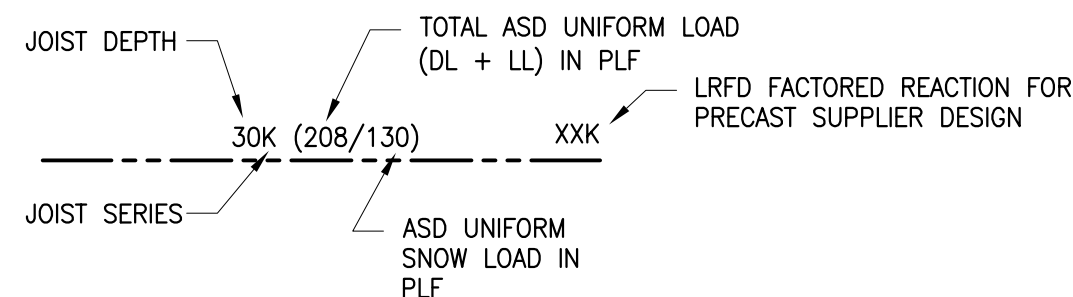 JOIST DEPTH
TOTAL ASD UNIFORM LOAD
(DL + LL) IN PLF
LRFD FACTORED REACTION FOR
PRECAST SUPPLIER DESIGN
30K (208/130)
XXK
JOIST SERIES
ASD UNIFORM
SNOW LOAD IN
PLF